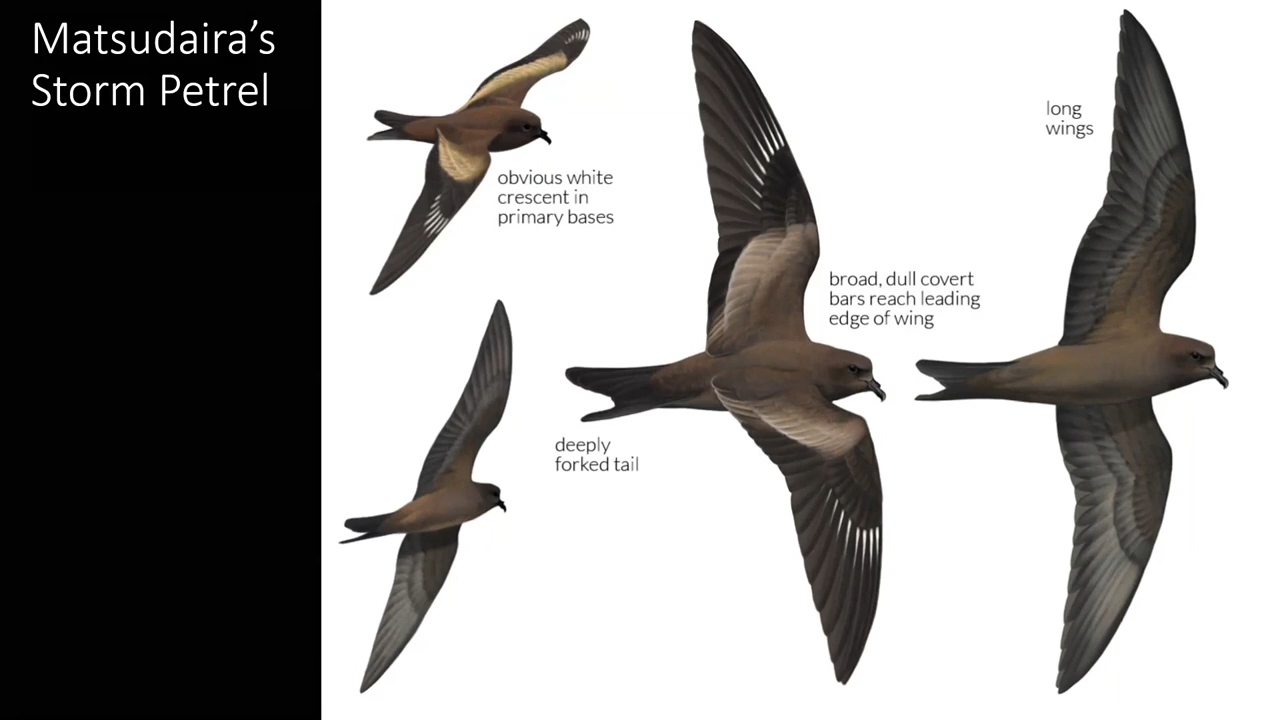 Matsudaira’s
Storm Petrel
obvious white
crescent in
primary bases
long
wings
broad, dull covert
bars reach leading
edge of wing
deeply
forked tail